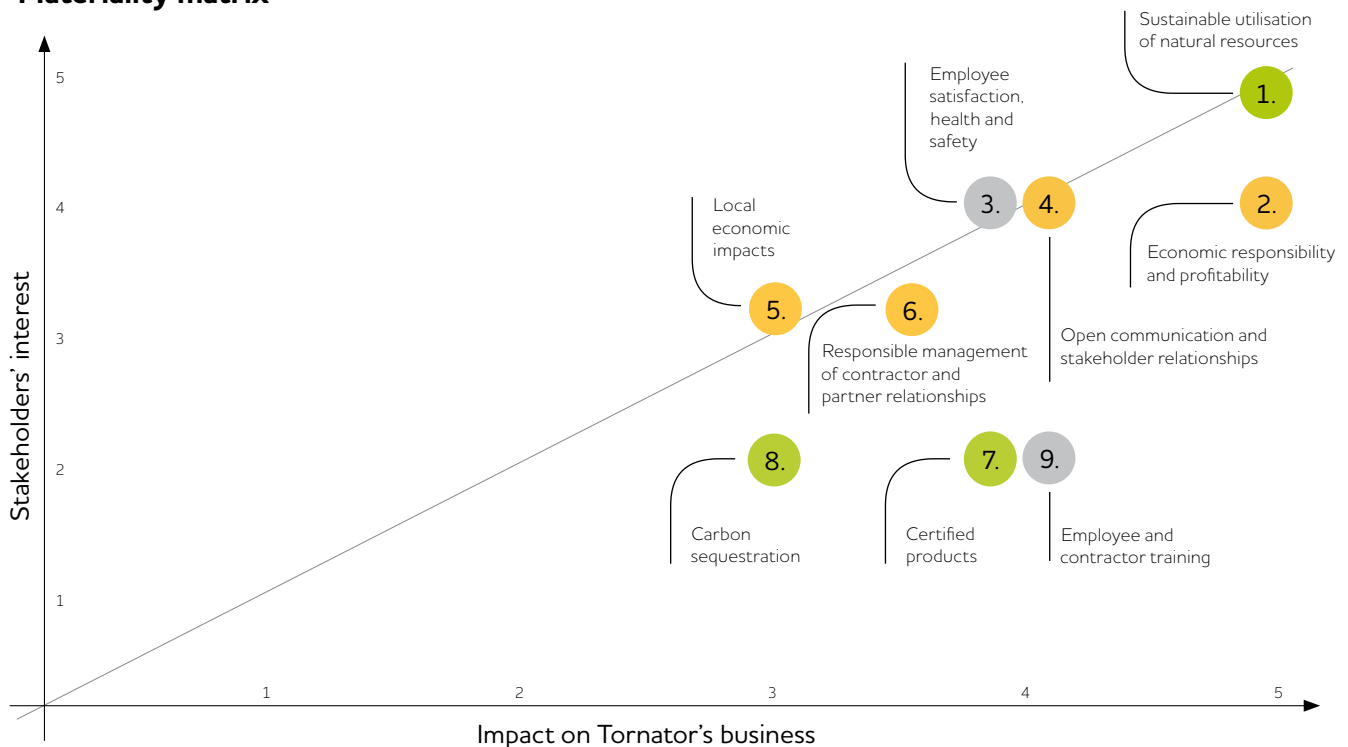 Materiality matrix
Sustainable utilisation
of natural resources
5
Employee
satisfaction,
health and
safety
1.
4
Local
economic
impacts
3.
4.
2.
Economic responsibility
and profitability
5.
6.
3
Open communication and
stakeholder relationships
Responsible management
of contractor and
partner relationships
Stakeholders' interest
2
8.
7.
9.
Carbon
sequestration
Certified
products
Employee and
contractor training
1
1
2
3
4
5
Impact on Tornator's business